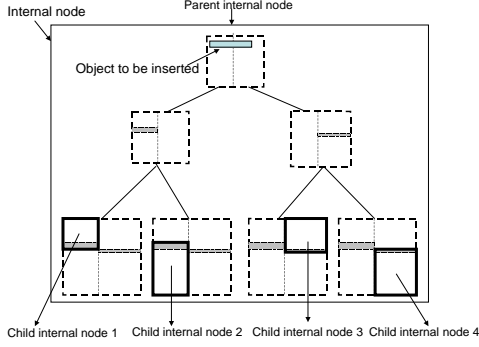 Parent internal node
Internal node
Object to be inserted
Child internal node 1
Child internal node 2
Child internal node 3
Child internal node 4